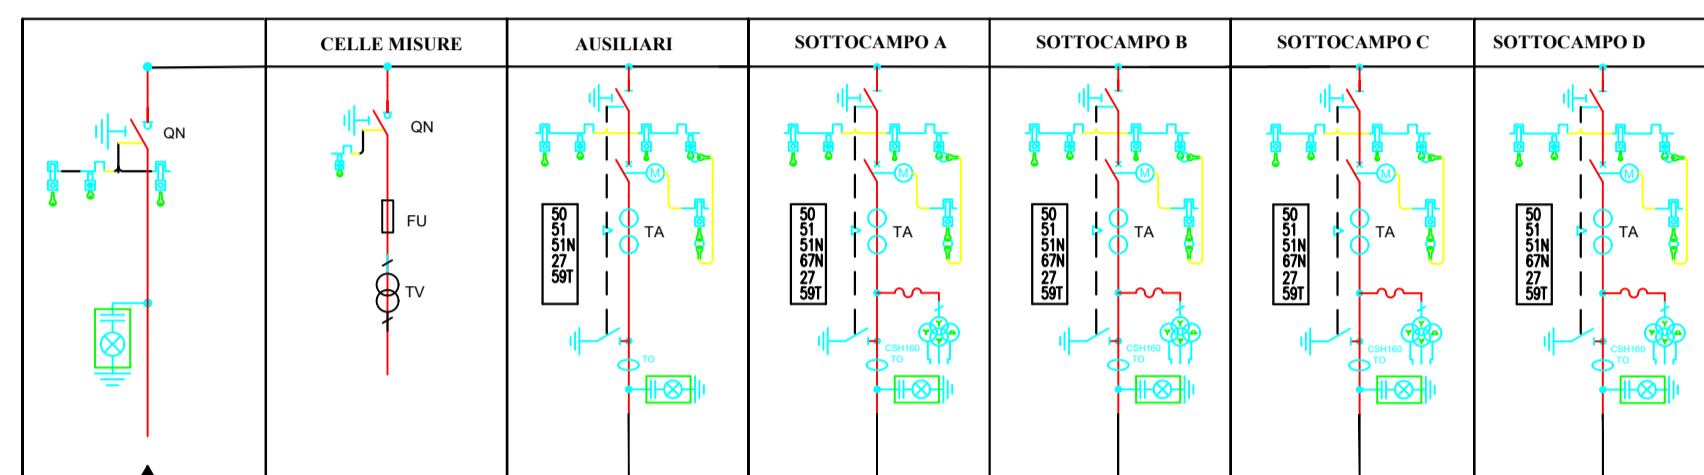 CELLE MISURE
AUSILIARI
SOTTOCAMPO A
SOTTOCAMPO B
SOTTOCAMPO C
SOTTOCAMPO D
QN
QN
FU
TV
M
50
51
51N
27
59T
TA
TO
M
50
51
51N
67N
27
59T
TA
Y
Y
CSH160
TO
M
50
51
51N
67N
27
59T
TA
Y
Y
CSH160
TO
M
50
51
51N
67N
27
59T
TA
Y
Y
CSH160
TO
M
50
51
51N
67N
27
59T
TA
Y
Y
CSH160
TO